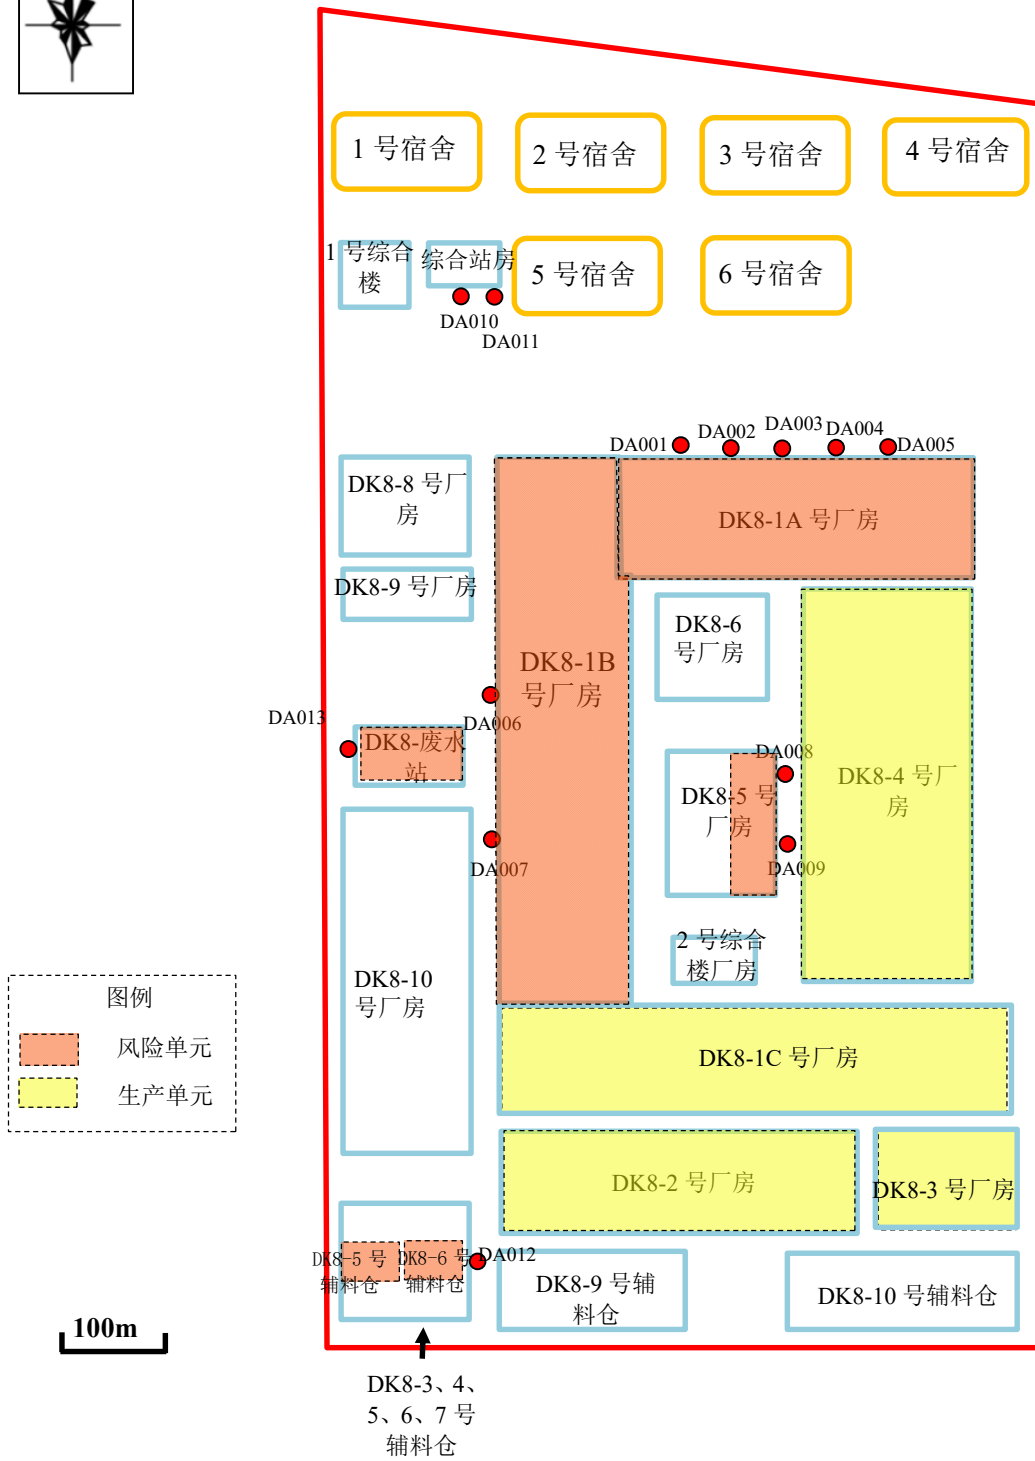 1 号宿舍
2 号宿舍
3 号宿舍
4 号宿舍
1 号综合
楼
综合站房
5 号宿舍
6 号宿舍
DA010
DA011
DA001
DA002
DA003
DA004
DA005
DK8-8 号厂
房
DK8-1A 号厂房
DK8-9 号厂房
DK8-6
号厂房
DK8-1B
号厂房
DA013
DA006
DK8-废水
站
DA008
DK8-5 号
厂房
DK8-4 号厂
房
DA007
DA009
2 号综合
楼厂房
DK8-10
号厂房
图例
风险单元
生产单元
DK8-1C 号厂房
DK8-2 号厂房
DK8-3 号厂房
DK8-5 号
辅料仓
DK8-6 号
辅料仓
DA012
DK8-9 号辅
料仓
DK8-10 号辅料仓
100m
DK8-3、4、
5、6、7 号
辅料仓